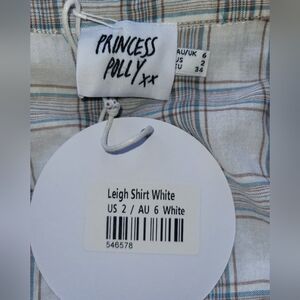 PRINCESS
POLLY xx
AU/UK 6
US 2
EU 34
Leigh Shirt White
US 2 / AU 6 White
546578